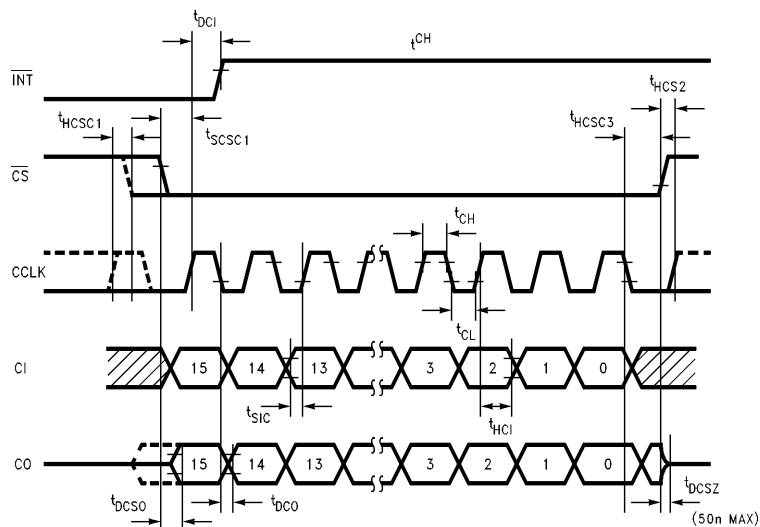 tDCI
tCH
INT
tHCS2
tHCSC1
tSCSC1
tHCSC3
CS
tCH
CCLK
tCL
CI
15 14 13 3 2 1 0
tSIC
tHCI
CO
15 14 13 3 2 1 0
tDCSO
tDCO
tDCSZ
(50n MAX)